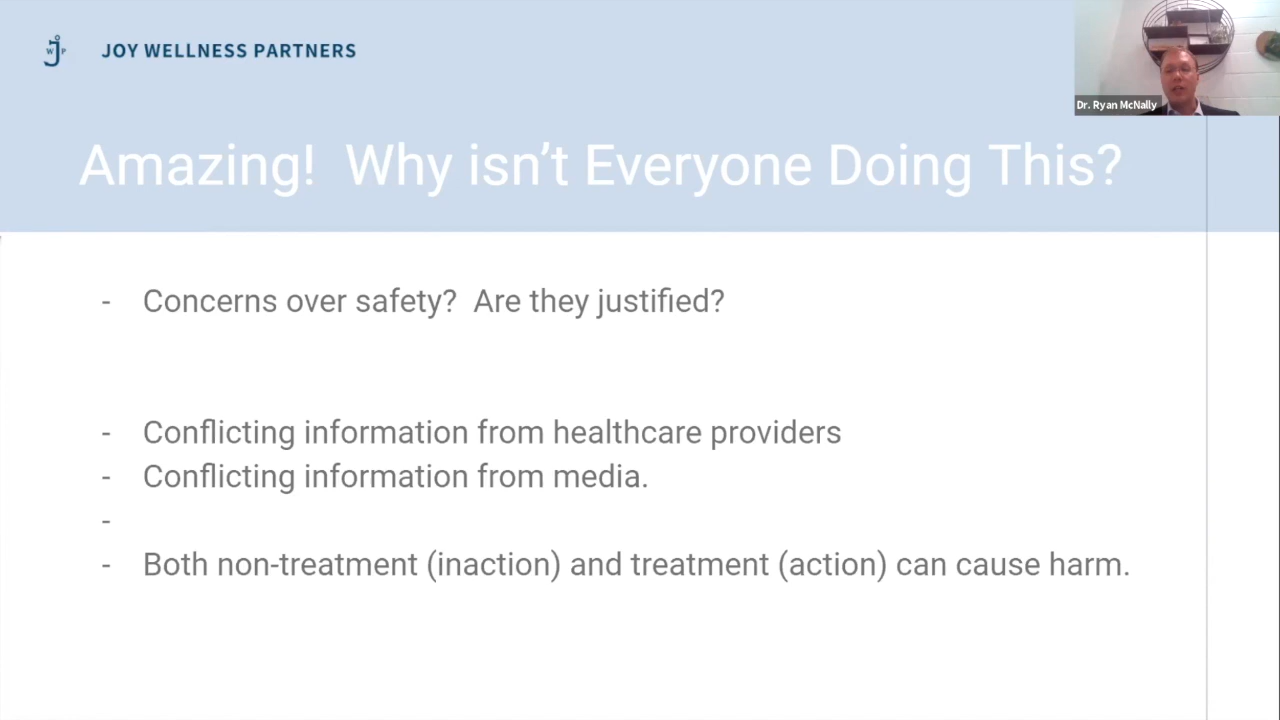 W P
JOY WELLNESS PARTNERS
Dr. Ryan McNally
Amazing!  Why isn’t Everyone Doing This?
- Concerns over safety?  Are they justified?
- Conflicting information from healthcare providers
- Conflicting information from media.
-
- Both non-treatment (inaction) and treatment (action) can cause harm.